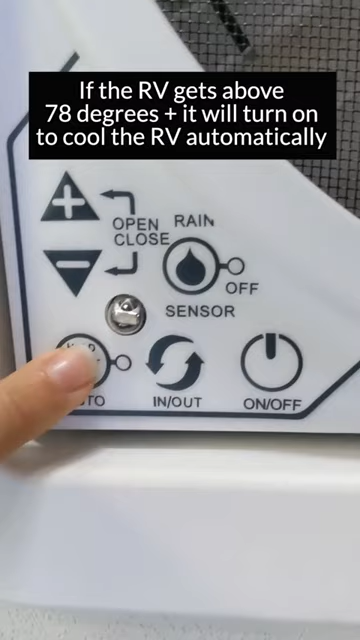 If the RV gets above
78 degrees + it will turn on
to cool the RV automatically
OPEN
CLOSE
RAIN
OFF
SENSOR
IN/OUT
ON/OFF